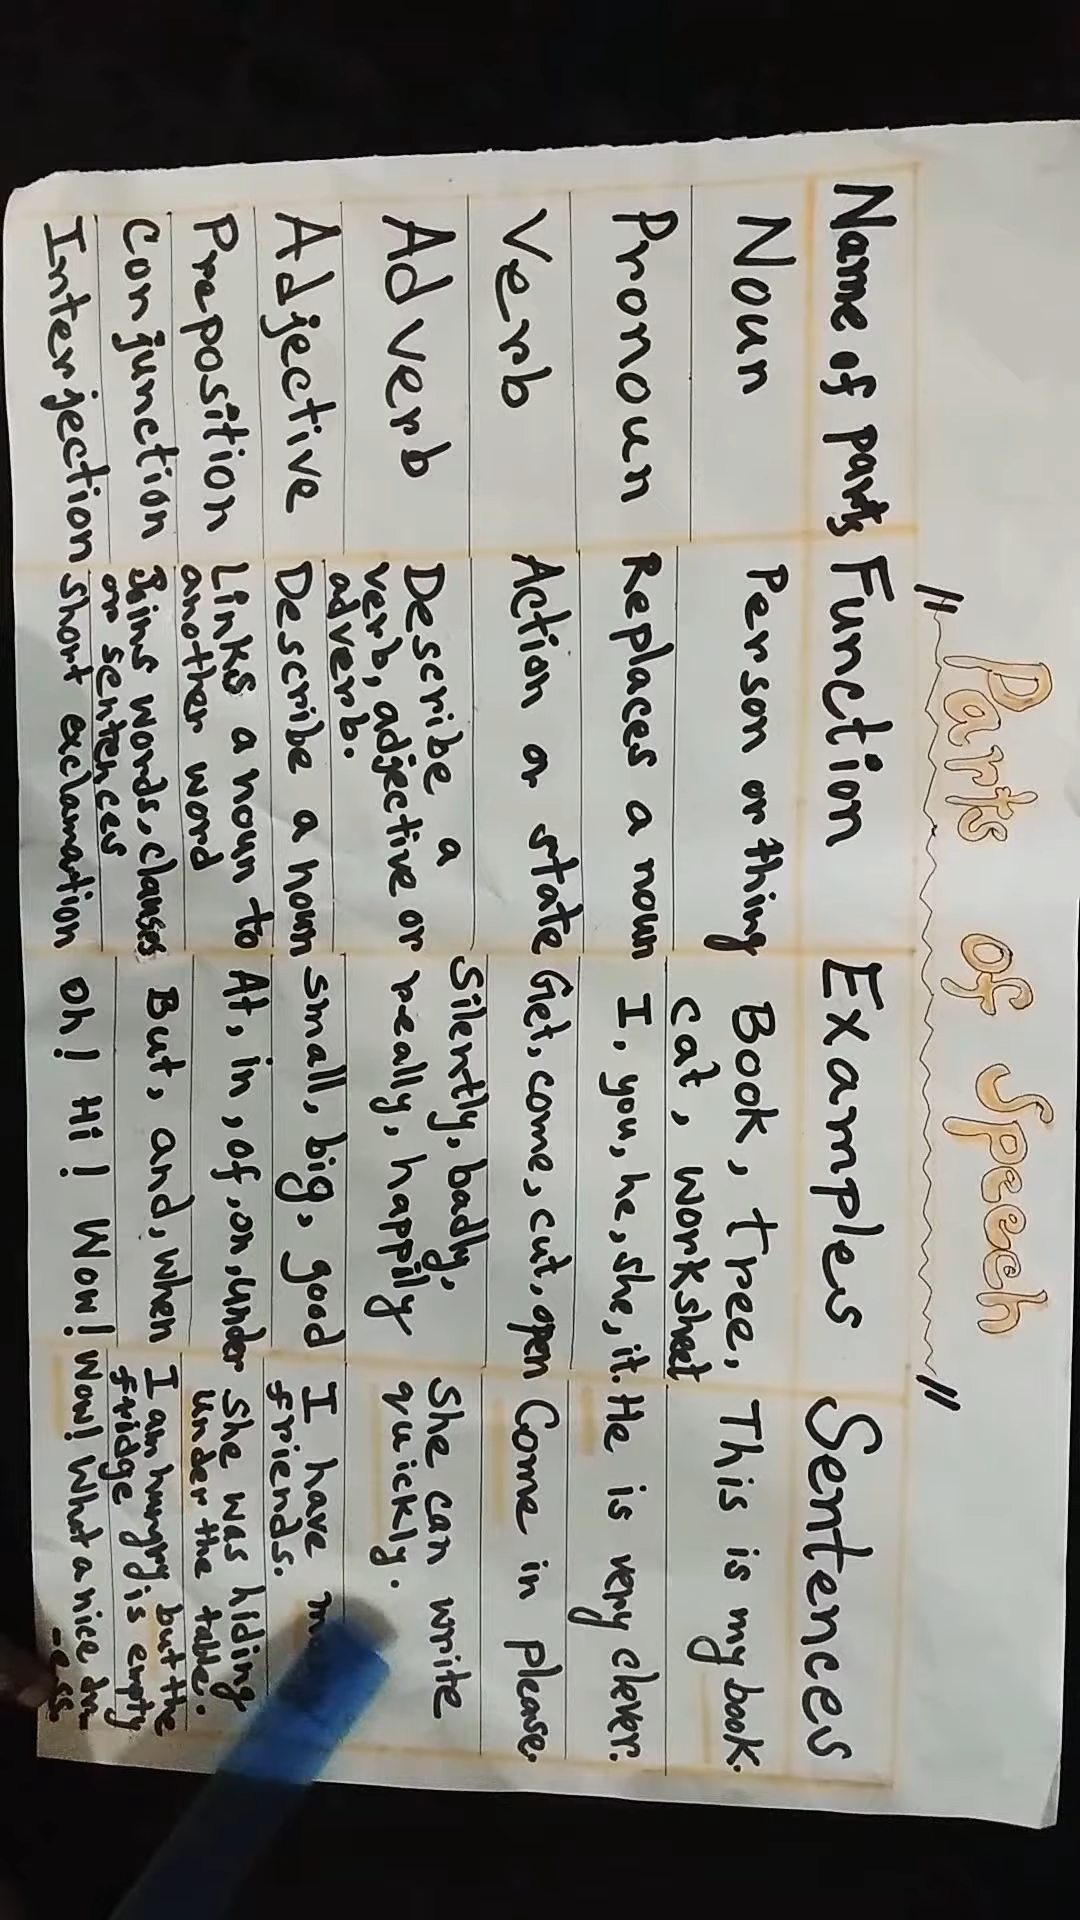 "Parts of Speech"
Name of parts Function Examples Sentences
Noun Person or thing Book, tree, This is my book.
cat, worksheet
Pronoun Replaces a noun I, you, he, she, it. He is very clever.
Verb Action or state Get, come, cut, open Come in please.
Adverb Describe a Silently, badly, She can write
verb, adjective or really, happily quickly.
adverb.
Adjective Describe a noun small, big, good I have
friends.
Preposition Links a noun to At, in, of, on, under She was hiding
another word under the table.
Conjunction Joins words, clauses But, and, when I am hungry but the
or sentences fridge is empty
Interjection Short exclamation Oh! Hi! Wow! Wow! What a nice dr-
-ess